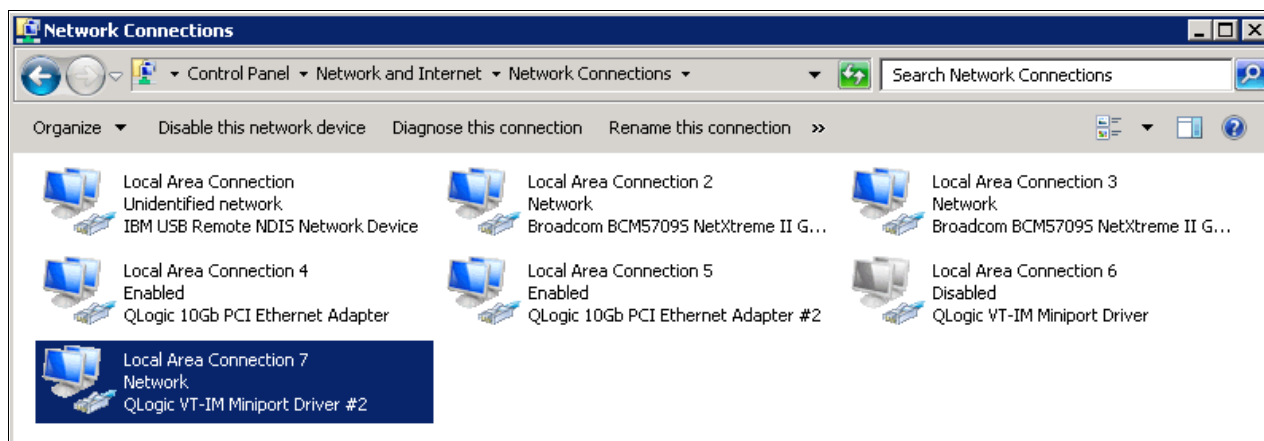 Network Connections
Control Panel Network and Internet Network Connections Search Network Connections
Organize Disable this network device Diagnose this connection Rename this connection »
Local Area Connection
Unidentified network
IBM USB Remote NDIS Network Device
Local Area Connection 2
Network
Broadcom BCM5709S NetXtreme II G...
Local Area Connection 3
Network
Broadcom BCM5709S NetXtreme II G...
Local Area Connection 4
Enabled
QLogic 10Gb PCI Ethernet Adapter
Local Area Connection 5
Enabled
QLogic 10Gb PCI Ethernet Adapter #2
Local Area Connection 6
Disabled
QLogic VT-IM Miniport Driver
Local Area Connection 7
Network
QLogic VT-IM Miniport Driver #2